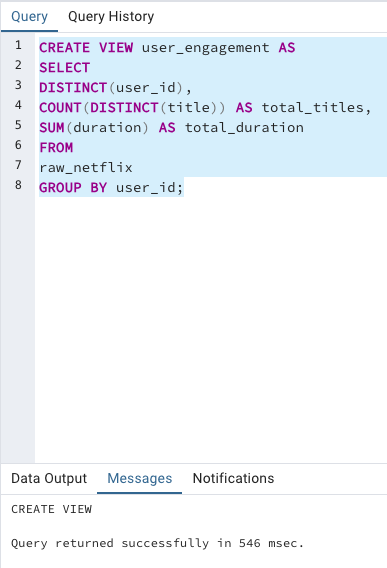 Query Query History
1 CREATE VIEW user_engagement AS
2 SELECT
3 DISTINCT(user_id),
4 COUNT(DISTINCT(title)) AS total_titles,
5 SUM(duration) AS total_duration
6 FROM
7 raw_netflix
8 GROUP BY user_id;
Data Output Messages Notifications
CREATE VIEW
Query returned successfully in 546 msec.